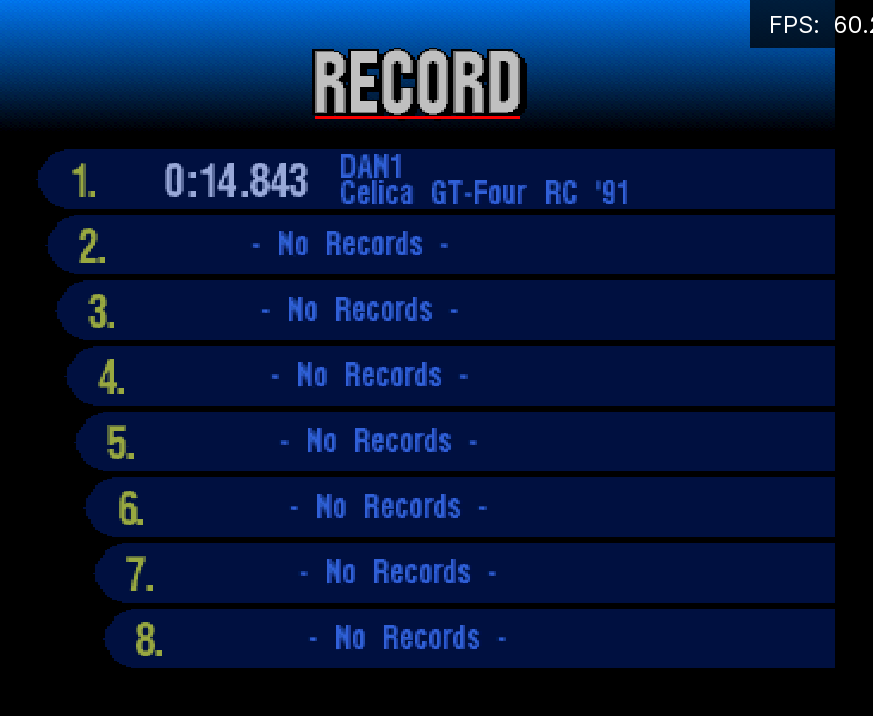 FPS: 60.2
RECORD
1. 0:14.843 DAN1
Celica GT-Four RC '91
2. - No Records -
3. - No Records -
4. - No Records -
5. - No Records -
6. - No Records -
7. - No Records -
8. - No Records -